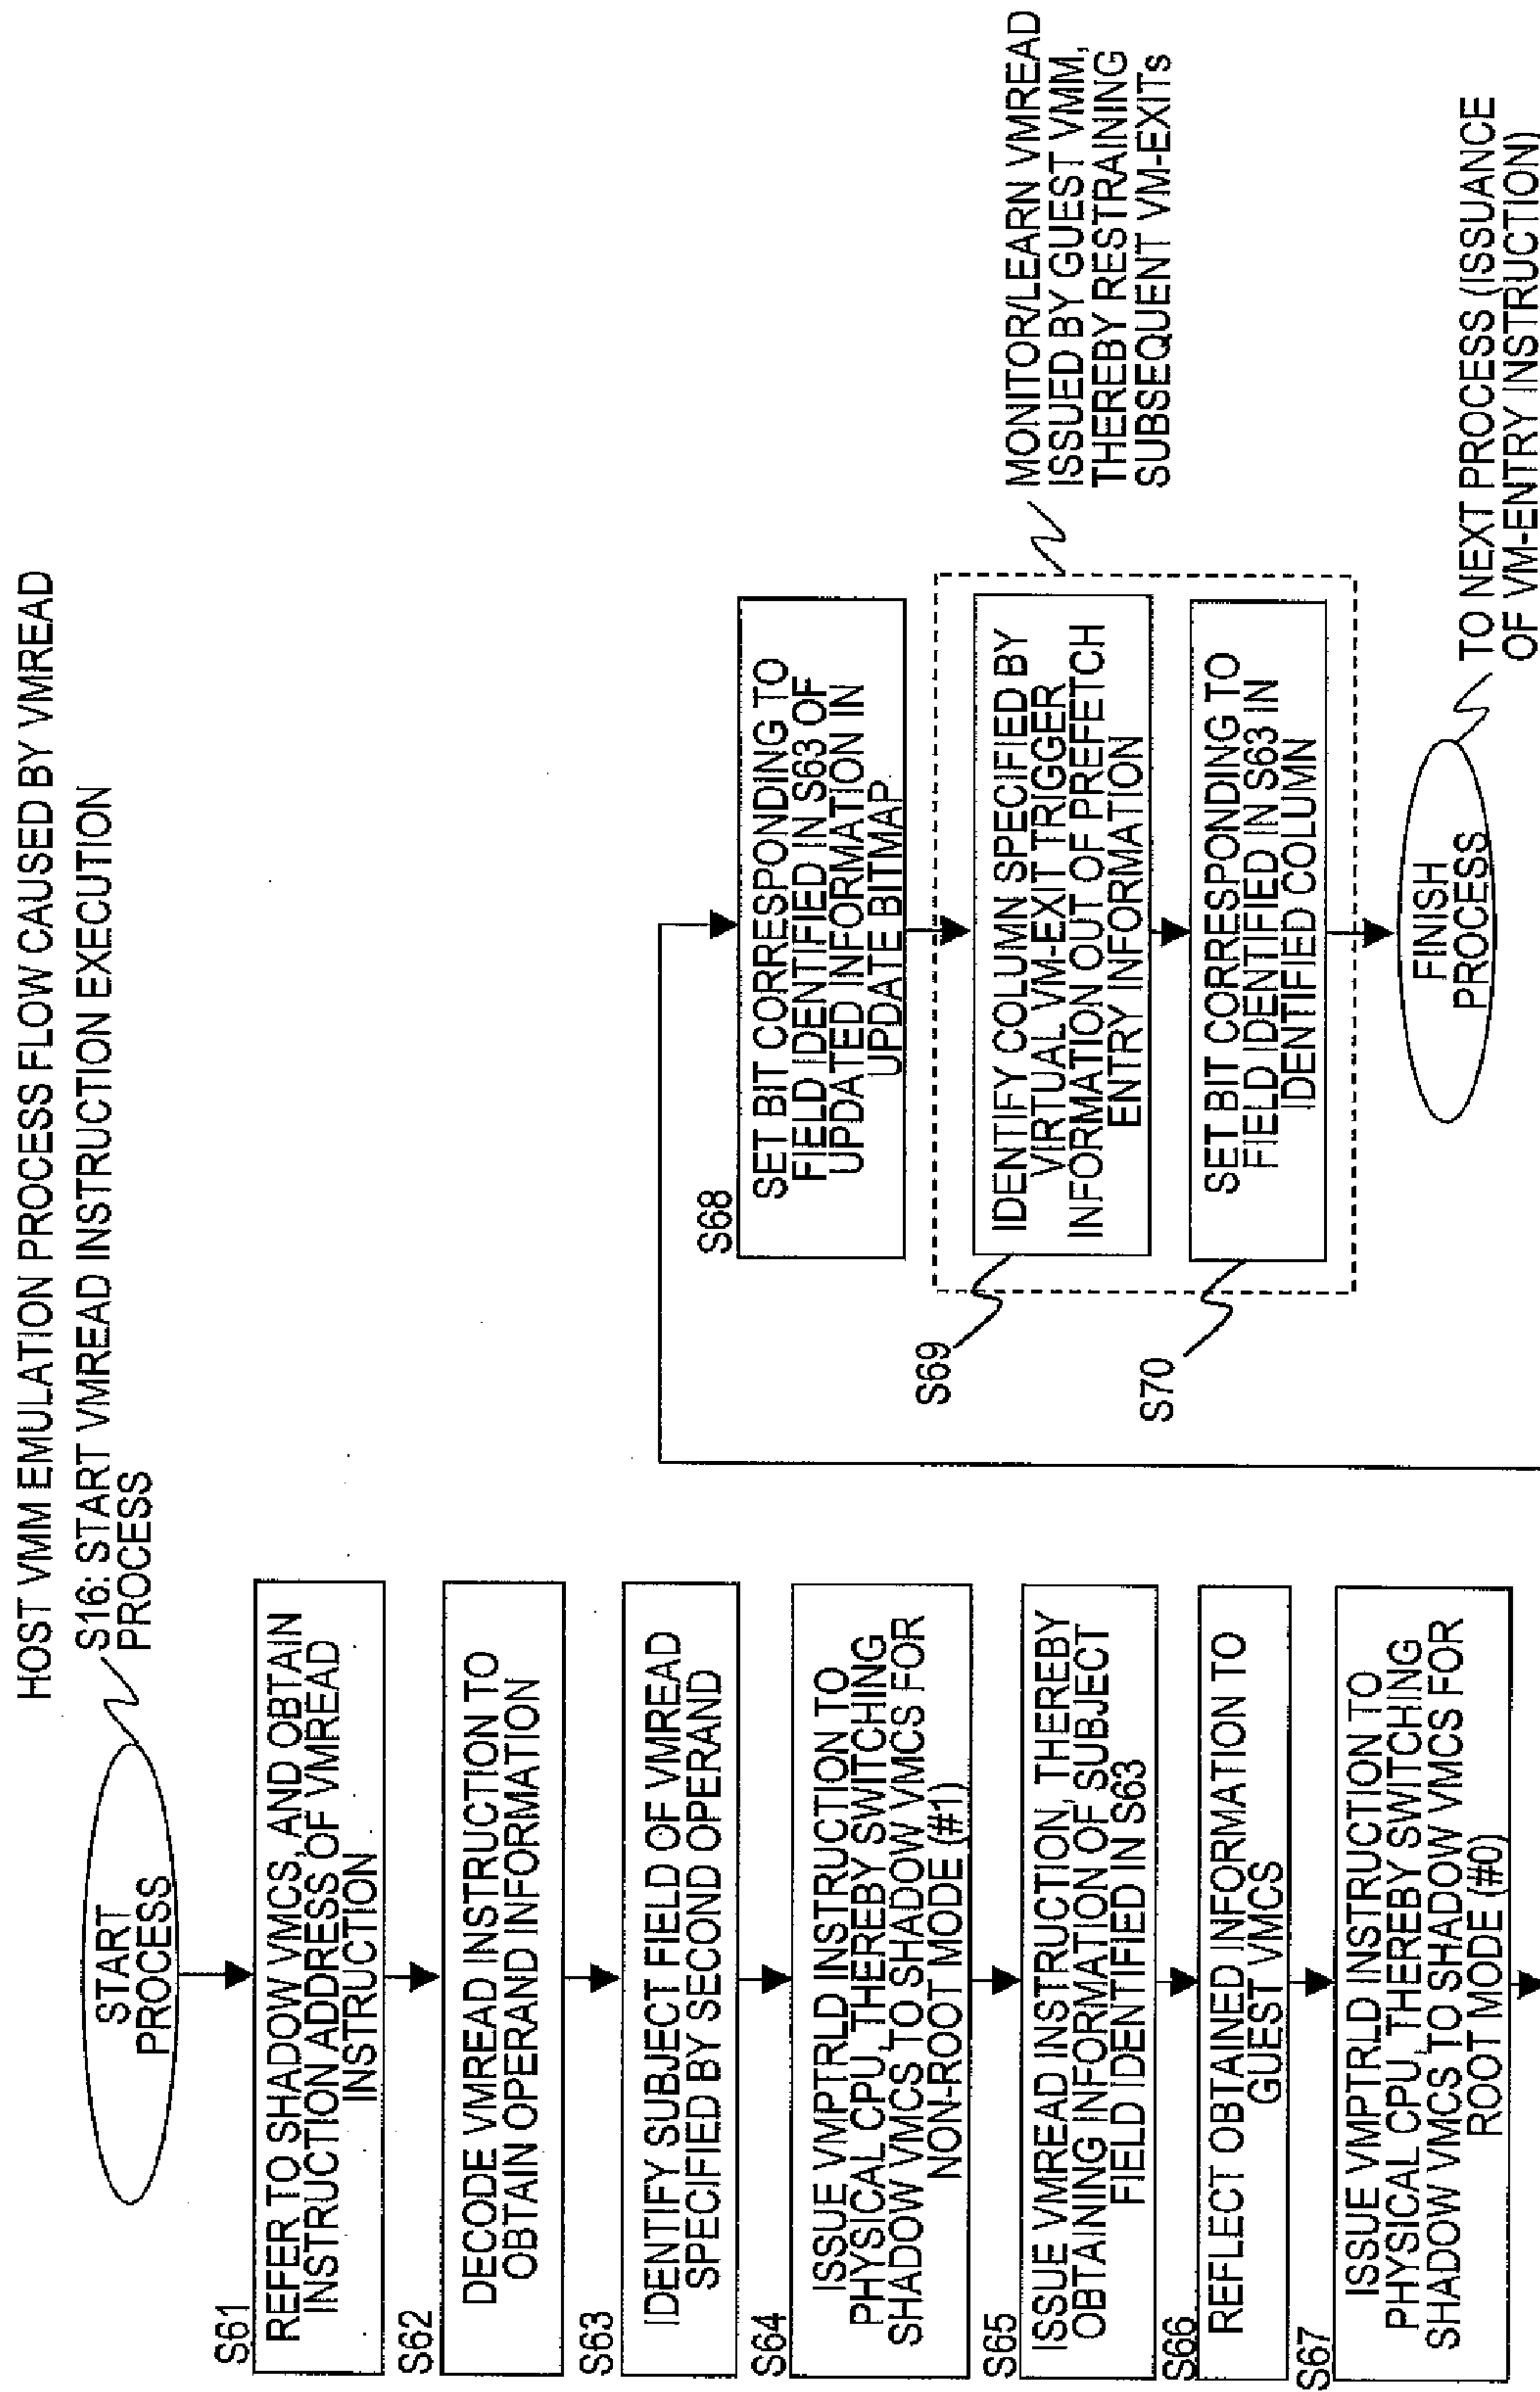 HOST VMM EMULATION PROCESS FLOW CAUSED BY VMREAD
S16: START VMREAD INSTRUCTION EXECUTION
PROCESS
START
PROCESS
S61
REFER TO SHADOW VMCS, AND OBTAIN
INSTRUCTION ADDRESS OF VMREAD
INSTRUCTION
S62
DECODE VMREAD INSTRUCTION TO
OBTAIN OPERAND INFORMATION
S63
IDENTIFY SUBJECT FIELD OF VMREAD
SPECIFIED BY SECOND OPERAND
S64
ISSUE VMPTRLD INSTRUCTION TO
PHYSICAL CPU, THEREBY SWITCHING
SHADOW VMCS TO SHADOW VMCS FOR
NON-ROOT MODE (#1)
S65
ISSUE VMREAD INSTRUCTION, THEREBY
OBTAINING INFORMATION OF SUBJECT
FIELD IDENTIFIED IN S63
S66
REFLECT OBTAINED INFORMATION TO
GUEST VMCS
S67
ISSUE VMPTRLD INSTRUCTION TO
PHYSICAL CPU, THEREBY SWITCHING
SHADOW VMCS TO SHADOW VMCS FOR
ROOT MODE (#0)
S68
SET BIT CORRESPONDING TO
FIELD IDENTIFIED IN S63 OF
UPDATED INFORMATION IN
UPDATE BITMAP
S69
IDENTIFY COLUMN SPECIFIED BY
VIRTUAL VM-EXIT TRIGGER
INFORMATION OUT OF PREFETCH
ENTRY INFORMATION
S70
SET BIT CORRESPONDING TO
FIELD IDENTIFIED IN S63 IN
IDENTIFIED COLUMN
MONITOR/LEARN VMREAD
ISSUED BY GUEST VMM,
THEREBY RESTRAINING
SUBSEQUENT VM-EXITs
FINISH
PROCESS
TO NEXT PROCESS (ISSUANCE
OF VM-ENTRY INSTRUCTION)